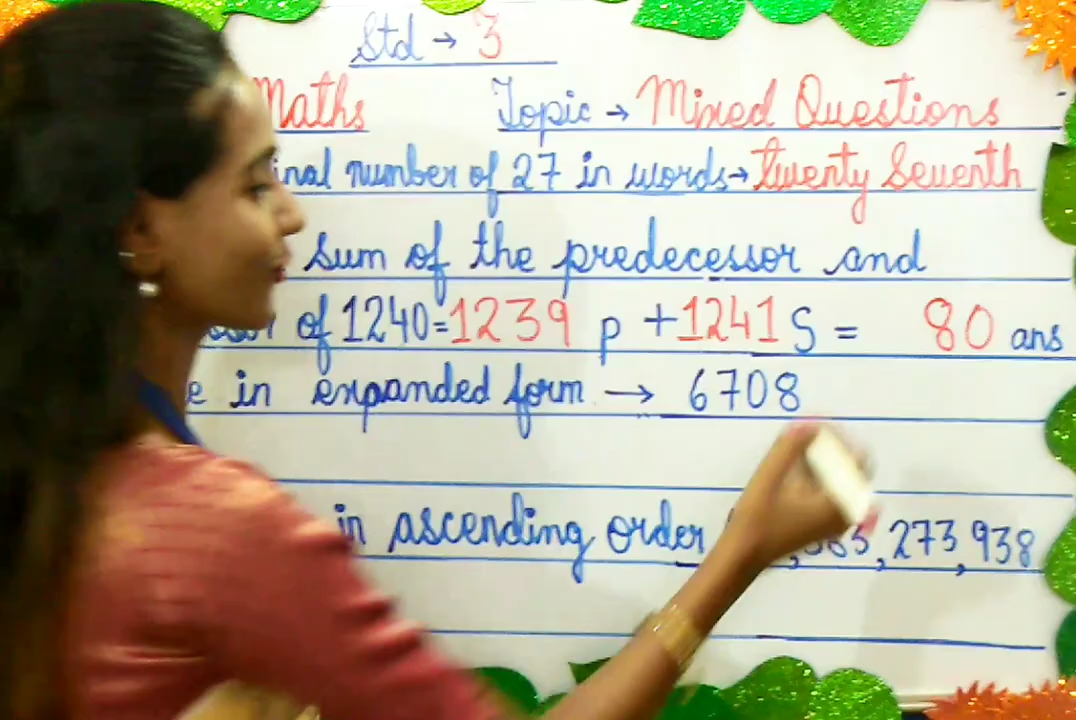 Std → 3
Maths Topic → Mixed Questions
inal number of 27 in words → twenty Seventh
sum of the predecessor and
of 1240 = 1239 p + 1241 S = 80 ans
e in expanded form → 6708
in ascending order , 273, 938